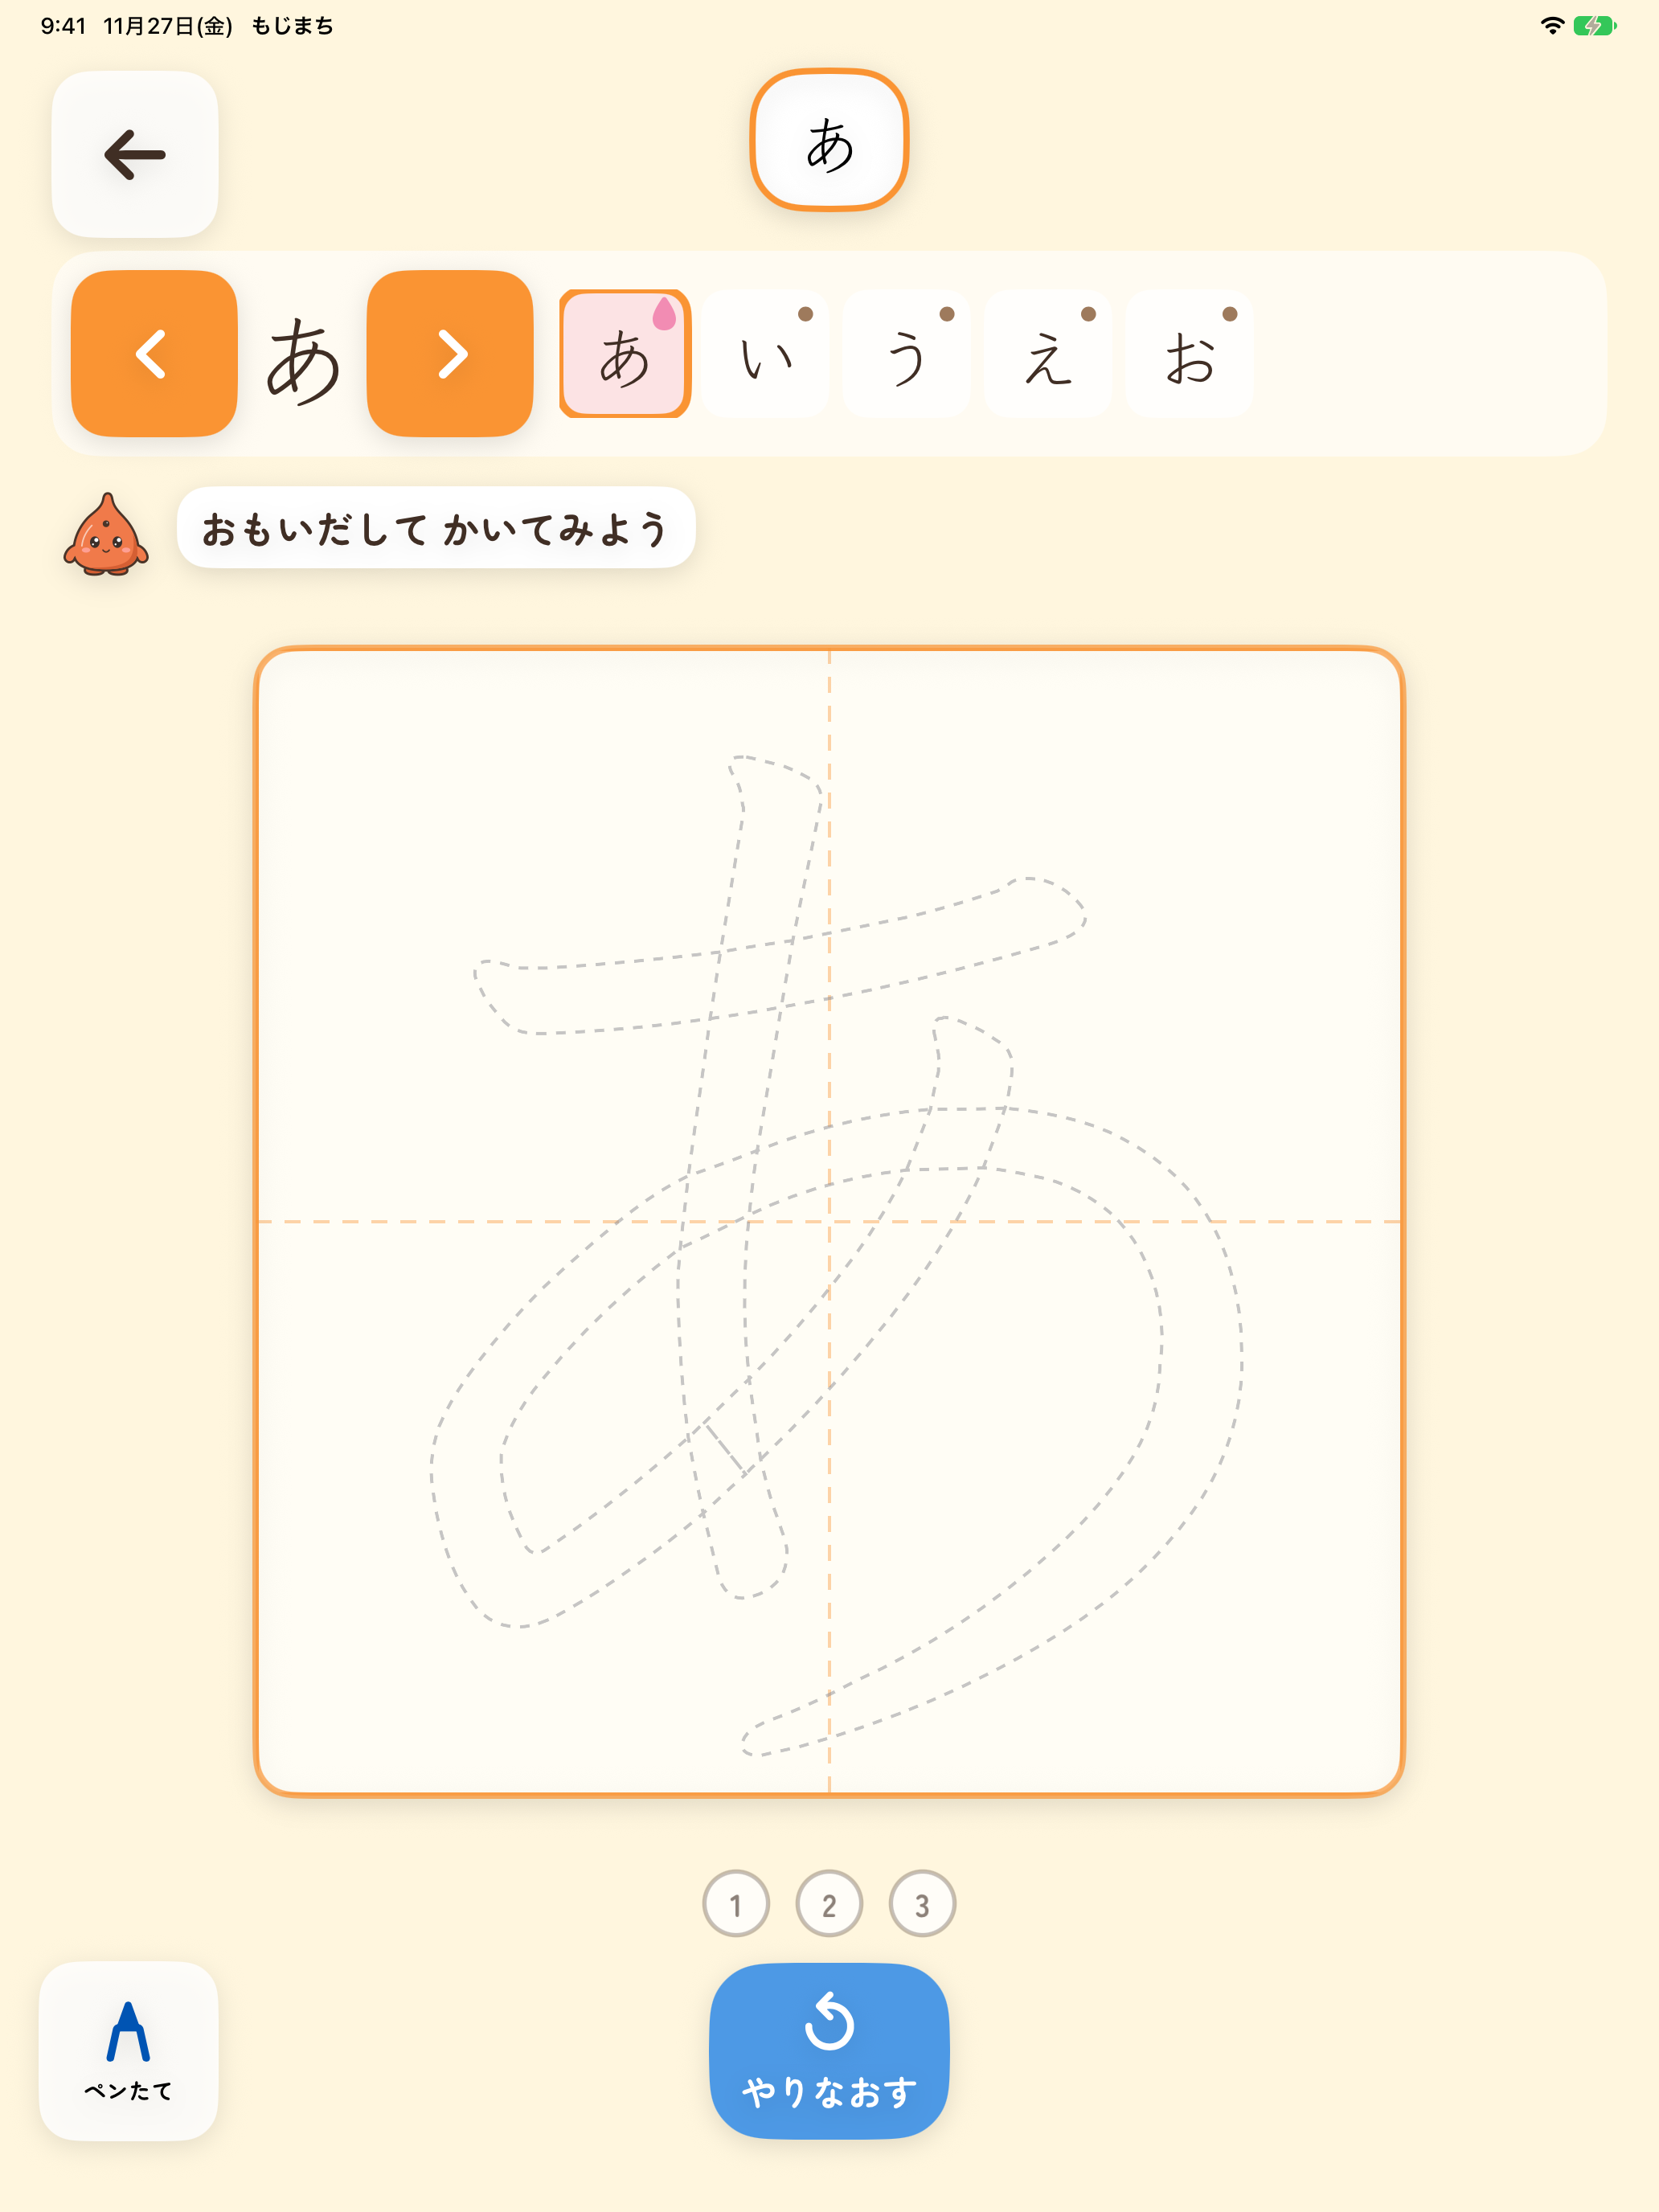 9:41 11月27日(金) もじまち
あ
あ あ い う え お
おもいだして かいてみよう
あ
1 2 3
ペンたて
やりなおす